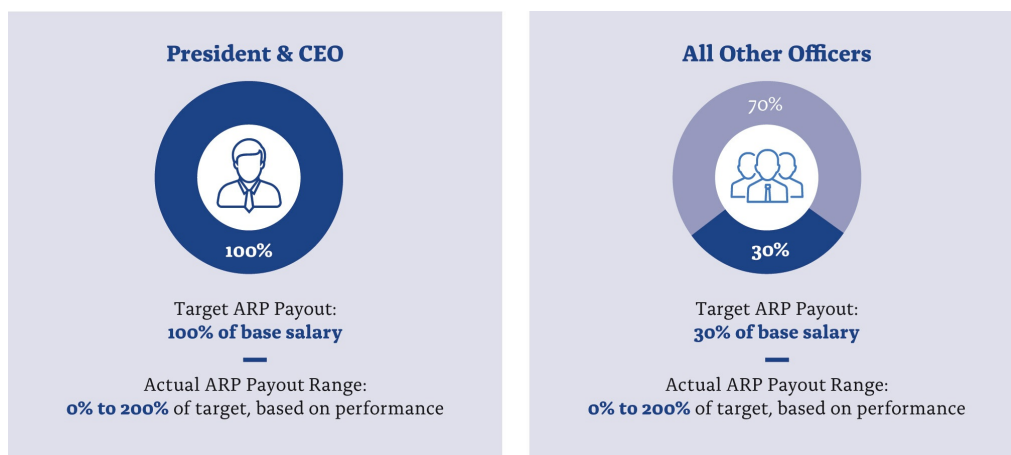 President & CEO
100%
Target ARP Payout:
100% of base salary
Actual ARP Payout Range:
0% to 200% of target, based on performance
All Other Officers
70%
30%
Target ARP Payout:
30% of base salary
Actual ARP Payout Range:
0% to 200% of target, based on performance